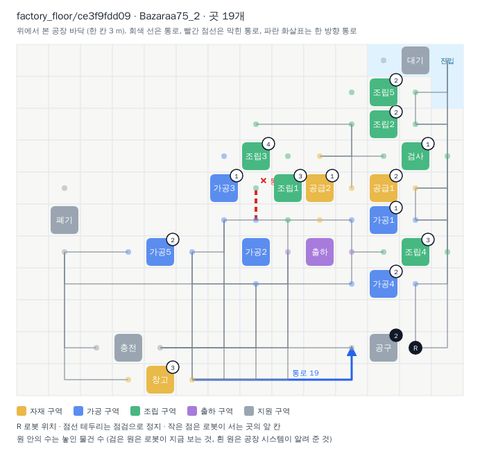 factory_floor/ce3f9fdd09 · Bazaraa75_2 · 곳 19개
위에서 본 공장 바닥 (한 칸 3 m). 회색 선은 통로, 빨간 점선은 막힌 통로, 파란 화살표는 한 방향 통로
대기
진입
조립5
2
조립2
2
조립3
4
검사
1
가공3
1
조립1
3
공급2
1
공급1
2
폐기
가공1
1
가공5
2
가공2
출하
조립4
3
가공4
2
충전
공구
2
R
창고
3
통로 19
자재 구역
가공 구역
조립 구역
출하 구역
지원 구역
R 로봇 위치 · 점선 테두리는 점검으로 정지 · 작은 점은 로봇이 서는 곳의 앞 칸
원 안의 수는 놓인 물건 수 (검은 원은 로봇이 지금 보는 것, 흰 원은 공장 시스템이 알려 준 것)